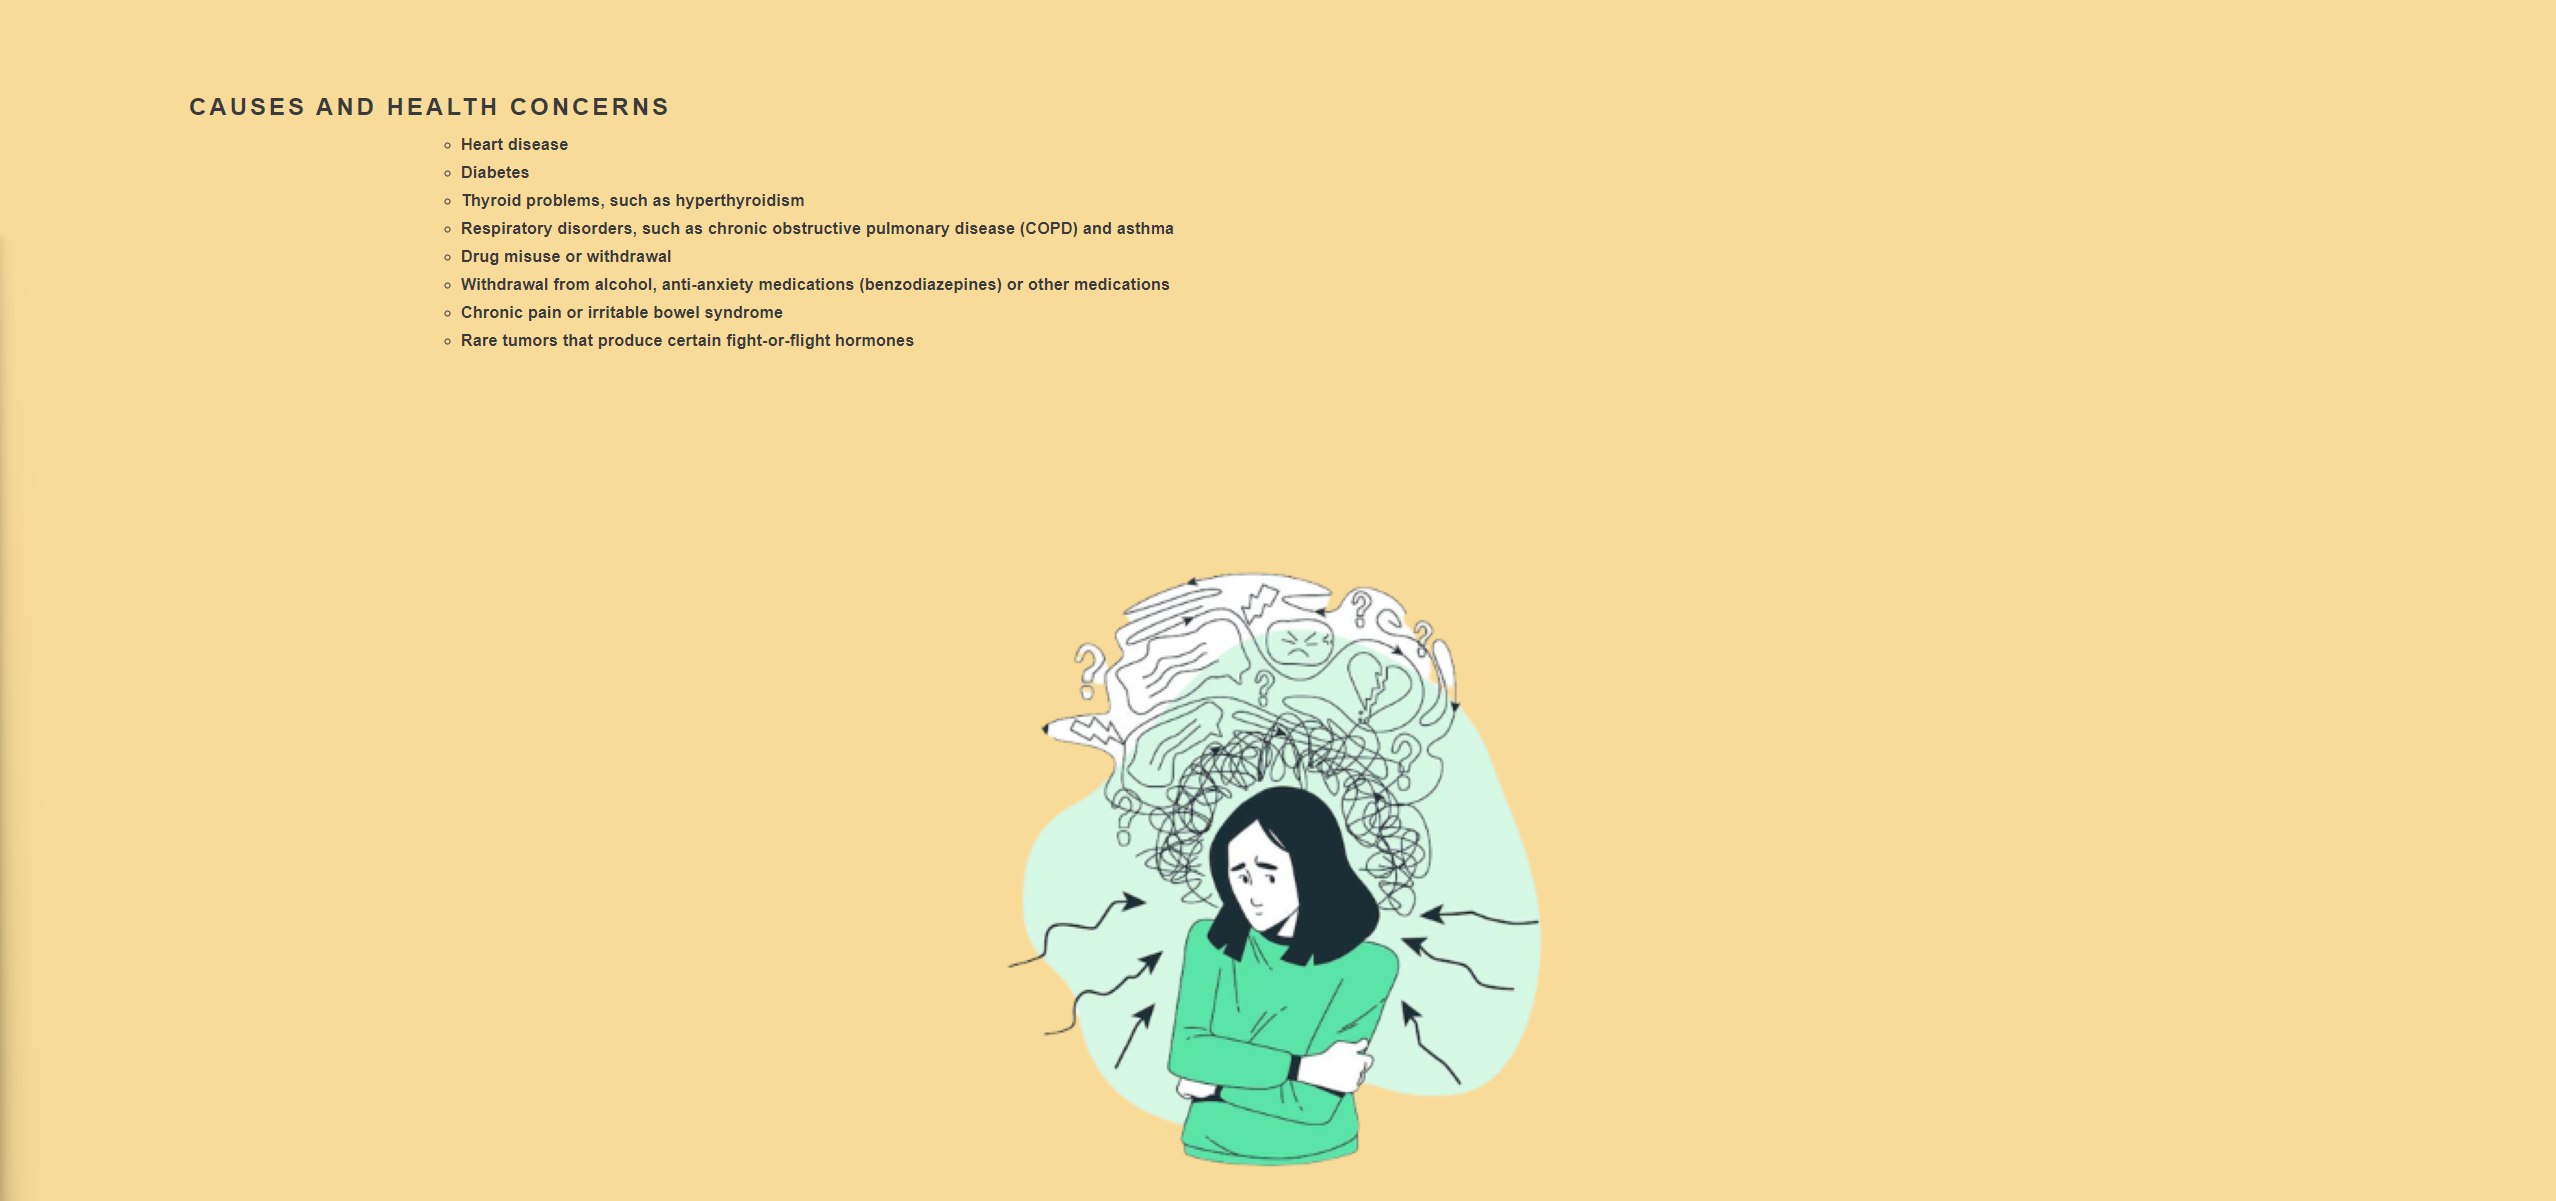 CAUSES AND HEALTH CONCERNS
Heart disease
Diabetes
Thyroid problems, such as hyperthyroidism
Respiratory disorders, such as chronic obstructive pulmonary disease (COPD) and asthma
Drug misuse or withdrawal
Withdrawal from alcohol, anti-anxiety medications (benzodiazepines) or other medications
Chronic pain or irritable bowel syndrome
Rare tumors that produce certain fight-or-flight hormones
?
?
?
?
?
?